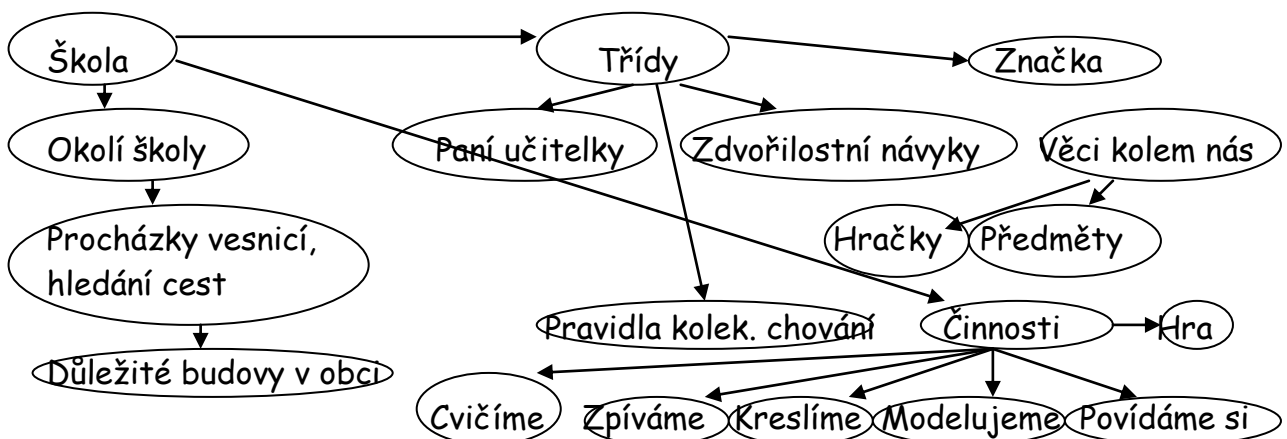 Škola Třídy Značka
Okolí školy Paní učitelky Zdvořilostní návyky Věci kolem nás
Procházky vesnicí, Hračky Předměty
hledání cest
Pravidla kolek. chování Činnosti Hra
Důležité budovy v obci
Cvičíme Zpíváme Kreslíme Modelujeme Povídáme si